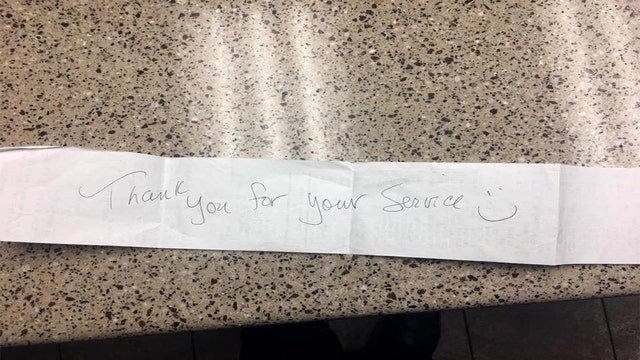 Thank you for your Service :)